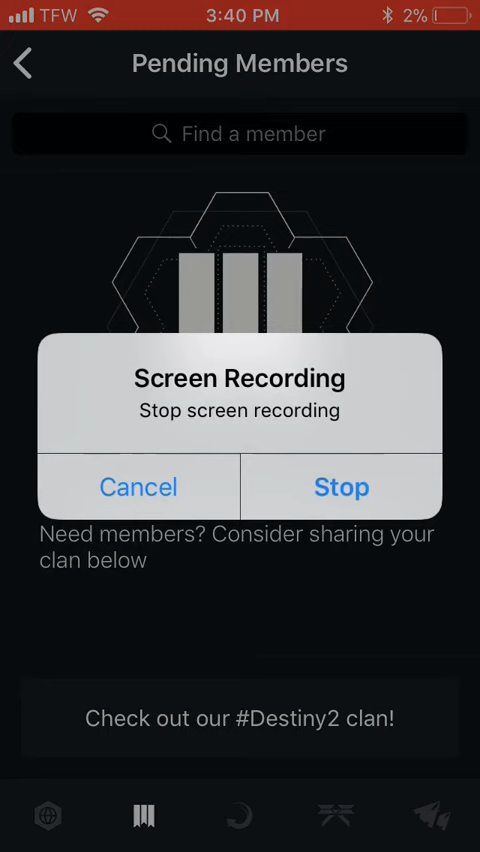 TFW 3:40 PM 2%
Pending Members
Find a member
Screen Recording
Stop screen recording
Cancel Stop
Need members? Consider sharing your
clan below
Check out our #Destiny2 clan!